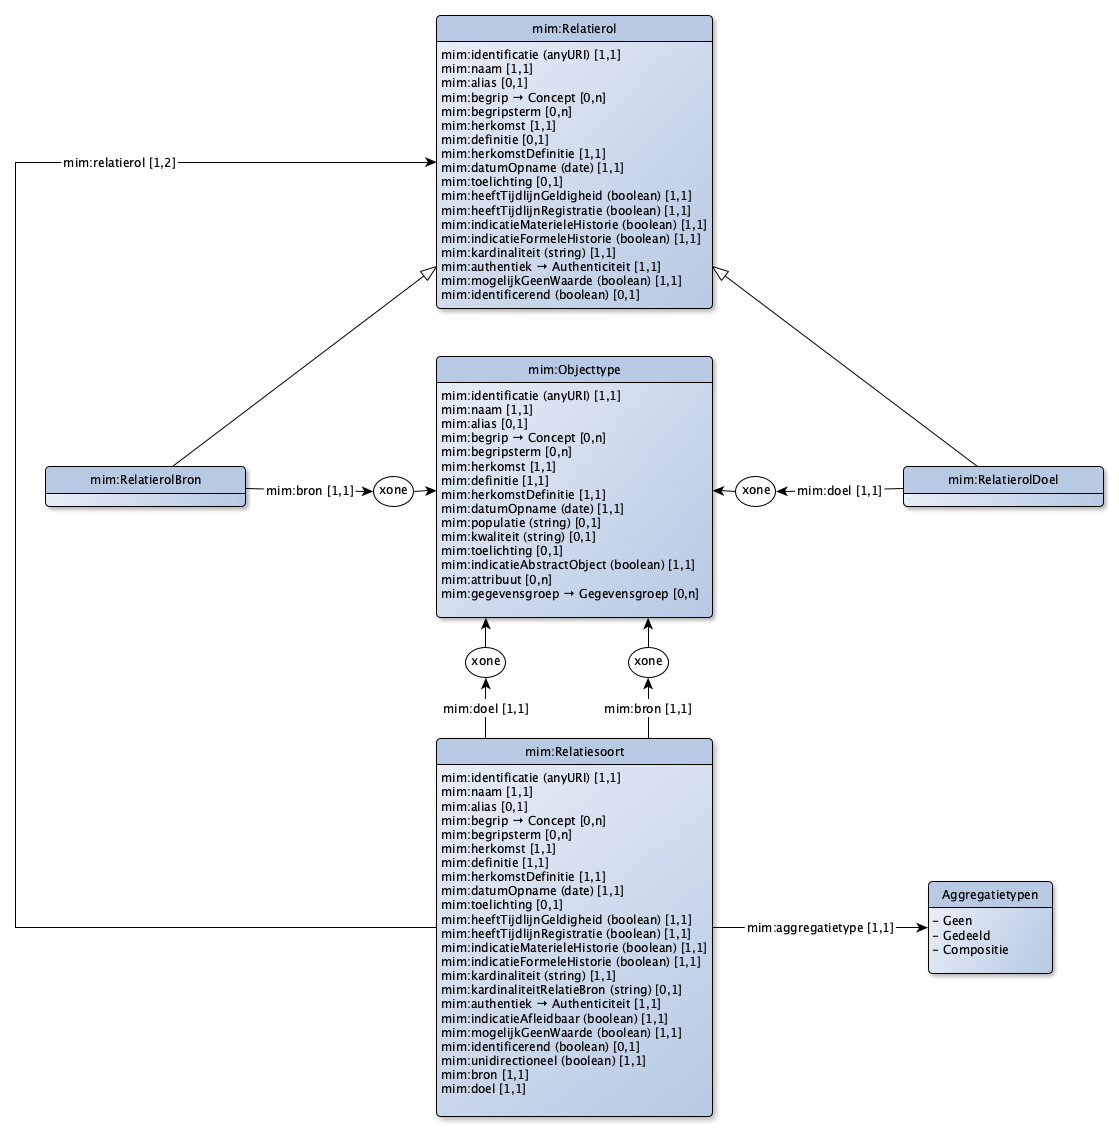 mim:Relatierol
mim:identificatie (anyURI) [1,1]
mim:naam [1,1]
mim:alias [0,1]
mim:begrip → Concept [0,n]
mim:begripsterm [0,n]
mim:herkomst [1,1]
mim:definitie [0,1]
mim:herkomstDefinitie [1,1]
mim:datumOpname (date) [1,1]
mim:toelichting [0,1]
mim:heeftTijdlijnGeldigheid (boolean) [1,1]
mim:heeftTijdlijnRegistratie (boolean) [1,1]
mim:indicatieMaterieleHistorie (boolean) [1,1]
mim:indicatieFormeleHistorie (boolean) [1,1]
mim:kardinaliteit (string) [1,1]
mim:authentiek → Authenticiteit [1,1]
mim:mogelijkGeenWaarde (boolean) [1,1]
mim:identificerend (boolean) [0,1]
mim:relatierol [1,2]
mim:Objecttype
mim:identificatie (anyURI) [1,1]
mim:naam [1,1]
mim:alias [0,1]
mim:begrip → Concept [0,n]
mim:begripsterm [0,n]
mim:herkomst [1,1]
mim:definitie [1,1]
mim:herkomstDefinitie [1,1]
mim:datumOpname (date) [1,1]
mim:populatie (string) [0,1]
mim:kwaliteit (string) [0,1]
mim:toelichting [0,1]
mim:indicatieAbstractObject (boolean) [1,1]
mim:attribuut [0,n]
mim:gegevensgroep → Gegevensgroep [0,n]
mim:RelatierolBron
mim:bron [1,1]
xone
xone
mim:doel [1,1]
mim:RelatierolDoel
xone
xone
mim:doel [1,1]
mim:bron [1,1]
mim:Relatiesoort
mim:identificatie (anyURI) [1,1]
mim:naam [1,1]
mim:alias [0,1]
mim:begrip → Concept [0,n]
mim:begripsterm [0,n]
mim:herkomst [1,1]
mim:definitie [1,1]
mim:herkomstDefinitie [1,1]
mim:datumOpname (date) [1,1]
mim:toelichting [0,1]
mim:heeftTijdlijnGeldigheid (boolean) [1,1]
mim:heeftTijdlijnRegistratie (boolean) [1,1]
mim:indicatieMaterieleHistorie (boolean) [1,1]
mim:indicatieFormeleHistorie (boolean) [1,1]
mim:kardinaliteit (string) [1,1]
mim:kardinaliteitRelatieBron (string) [0,1]
mim:authentiek → Authenticiteit [1,1]
mim:indicatieAfleidbaar (boolean) [1,1]
mim:mogelijkGeenWaarde (boolean) [1,1]
mim:identificerend (boolean) [0,1]
mim:unidirectioneel (boolean) [1,1]
mim:bron [1,1]
mim:doel [1,1]
mim:aggregatietype [1,1]
Aggregatietypen
– Geen
– Gedeeld
– Compositie